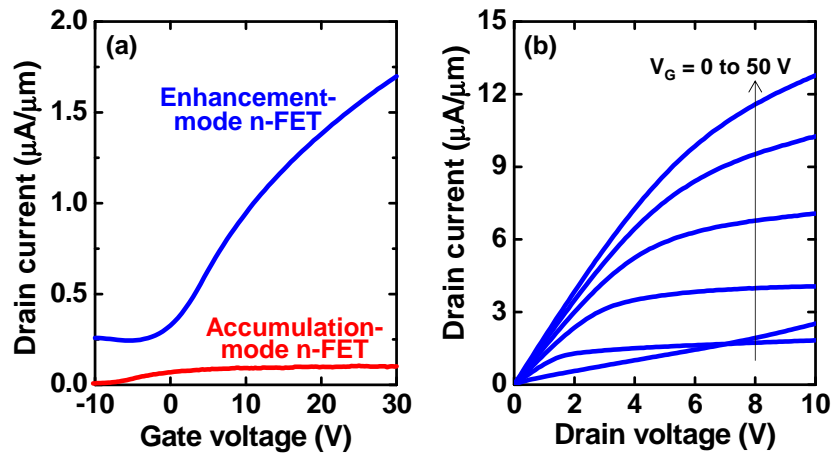 (a)
Enhancement-
mode n-FET
Accumulation-
mode n-FET
Drain current (μA/μm)
2.0
1.5
1.0
0.5
0.0
-10 0 10 20 30
Gate voltage (V)
(b)
V_G = 0 to 50 V
Drain current (μA/μm)
15
12
9
6
3
0
0 2 4 6 8 10
Drain voltage (V)